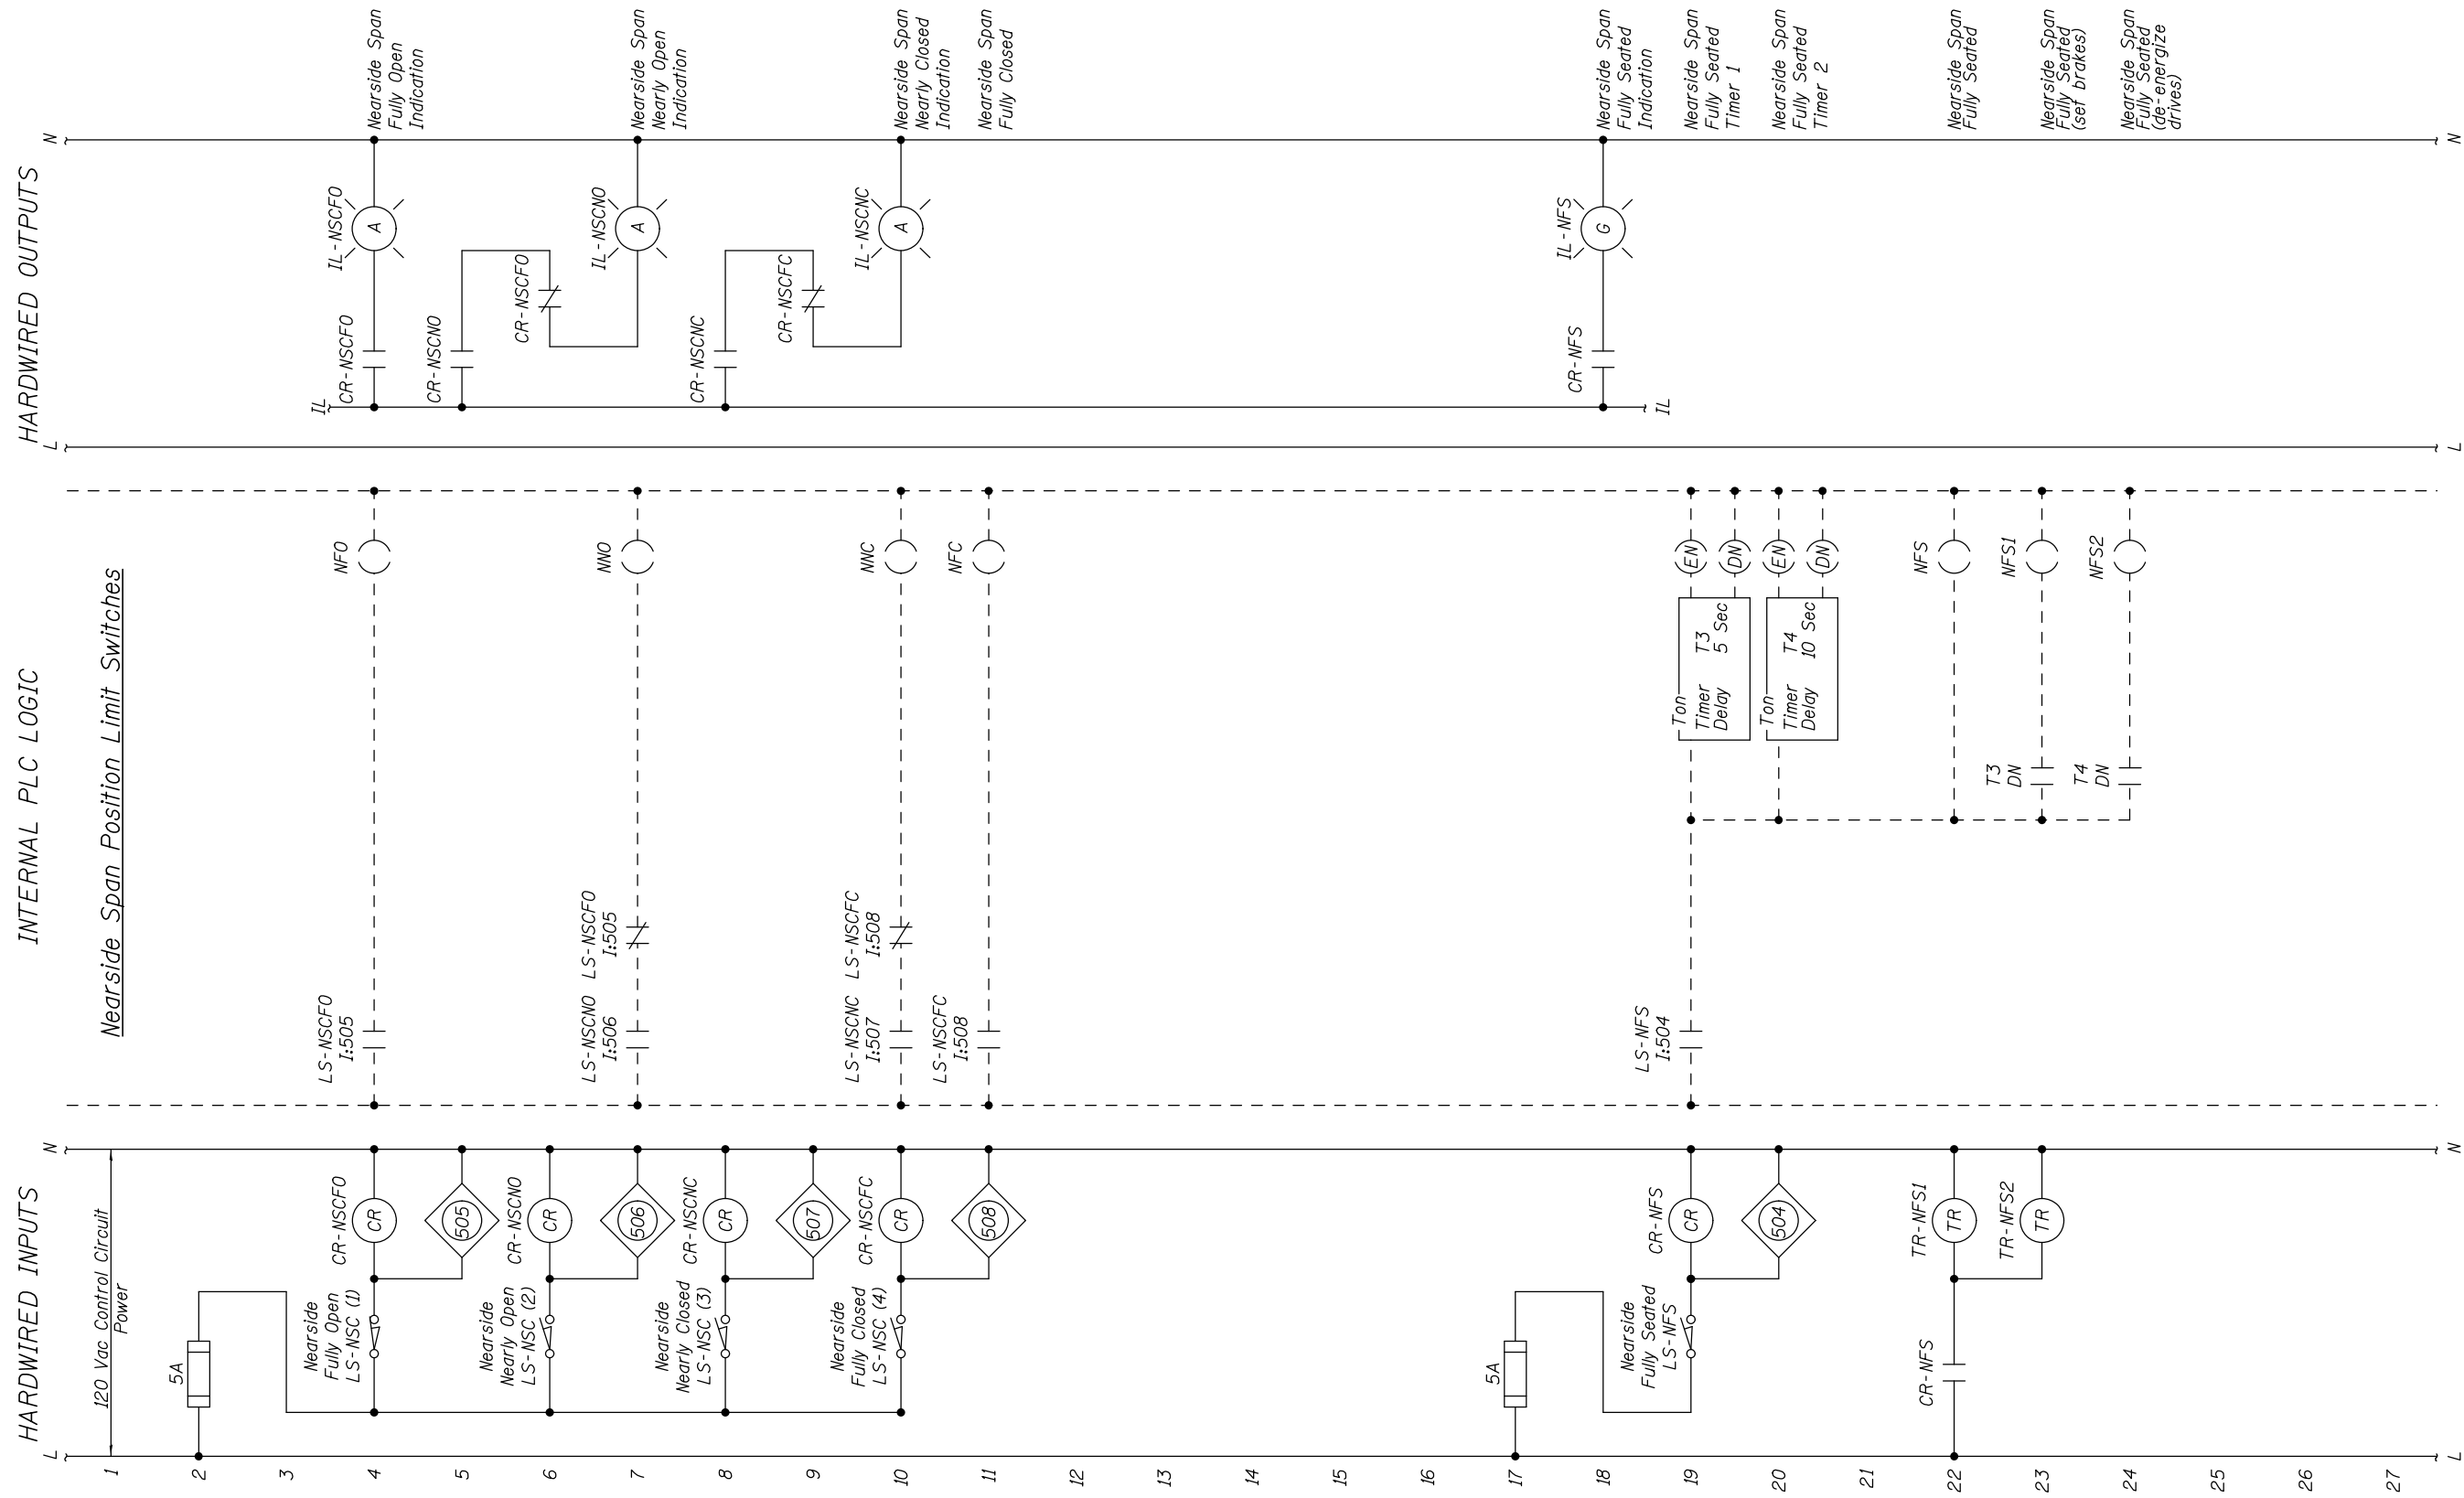 HARDWIRED INPUTS
INTERNAL PLC LOGIC
HARDWIRED OUTPUTS
L
N
L
N
1
120 Vac Control Circuit
Power
Nearside Span Position Limit Switches
2
5A
3
IL
4
Nearside
Fully Open
LS-NSC (1)
CR-NSCFO
CR
LS-NSCFO
I:505
NFO
CR-NSCFO
IL-NSCFO
A
Nearside Span
Fully Open
Indication
5
505
CR-NSCNO
6
Nearside
Nearly Open
LS-NSC (2)
CR-NSCNO
CR
CR-NSCFO
7
506
LS-NSCNO
I:506
LS-NSCFO
I:505
NNO
IL-NSCNO
A
Nearside Span
Nearly Open
Indication
8
Nearside
Nearly Closed
LS-NSC (3)
CR-NSCNC
CR
CR-NSCNC
9
507
CR-NSCFC
10
Nearside
Fully Closed
LS-NSC (4)
CR-NSCFC
CR
LS-NSCNC
I:507
LS-NSCFC
I:508
NNC
IL-NSCNC
A
Nearside Span
Nearly Closed
Indication
11
508
LS-NSCFC
I:508
NFC
Nearside Span
Fully Closed
12
13
14
15
16
17
5A
18
CR-NFS
IL-NFS
G
Nearside Span
Fully Seated
Indication
IL
19
Nearside
Fully Seated
LS-NFS
CR-NFS
CR
LS-NFS
I:504
Ton
Timer T3
Delay 5 Sec
EN
DN
Nearside Span
Fully Seated
Timer 1
20
504
Ton
Timer T4
Delay 10 Sec
EN
DN
Nearside Span
Fully Seated
Timer 2
21
22
CR-NFS
TR-NFS1
TR
NFS
Nearside Span
Fully Seated
23
TR-NFS2
TR
T3
DN
NFS1
Nearside Span
Fully Seated
(set brakes)
24
T4
DN
NFS2
Nearside Span
Fully Seated
(de-energize
drives)
25
26
27
L
N
L
N